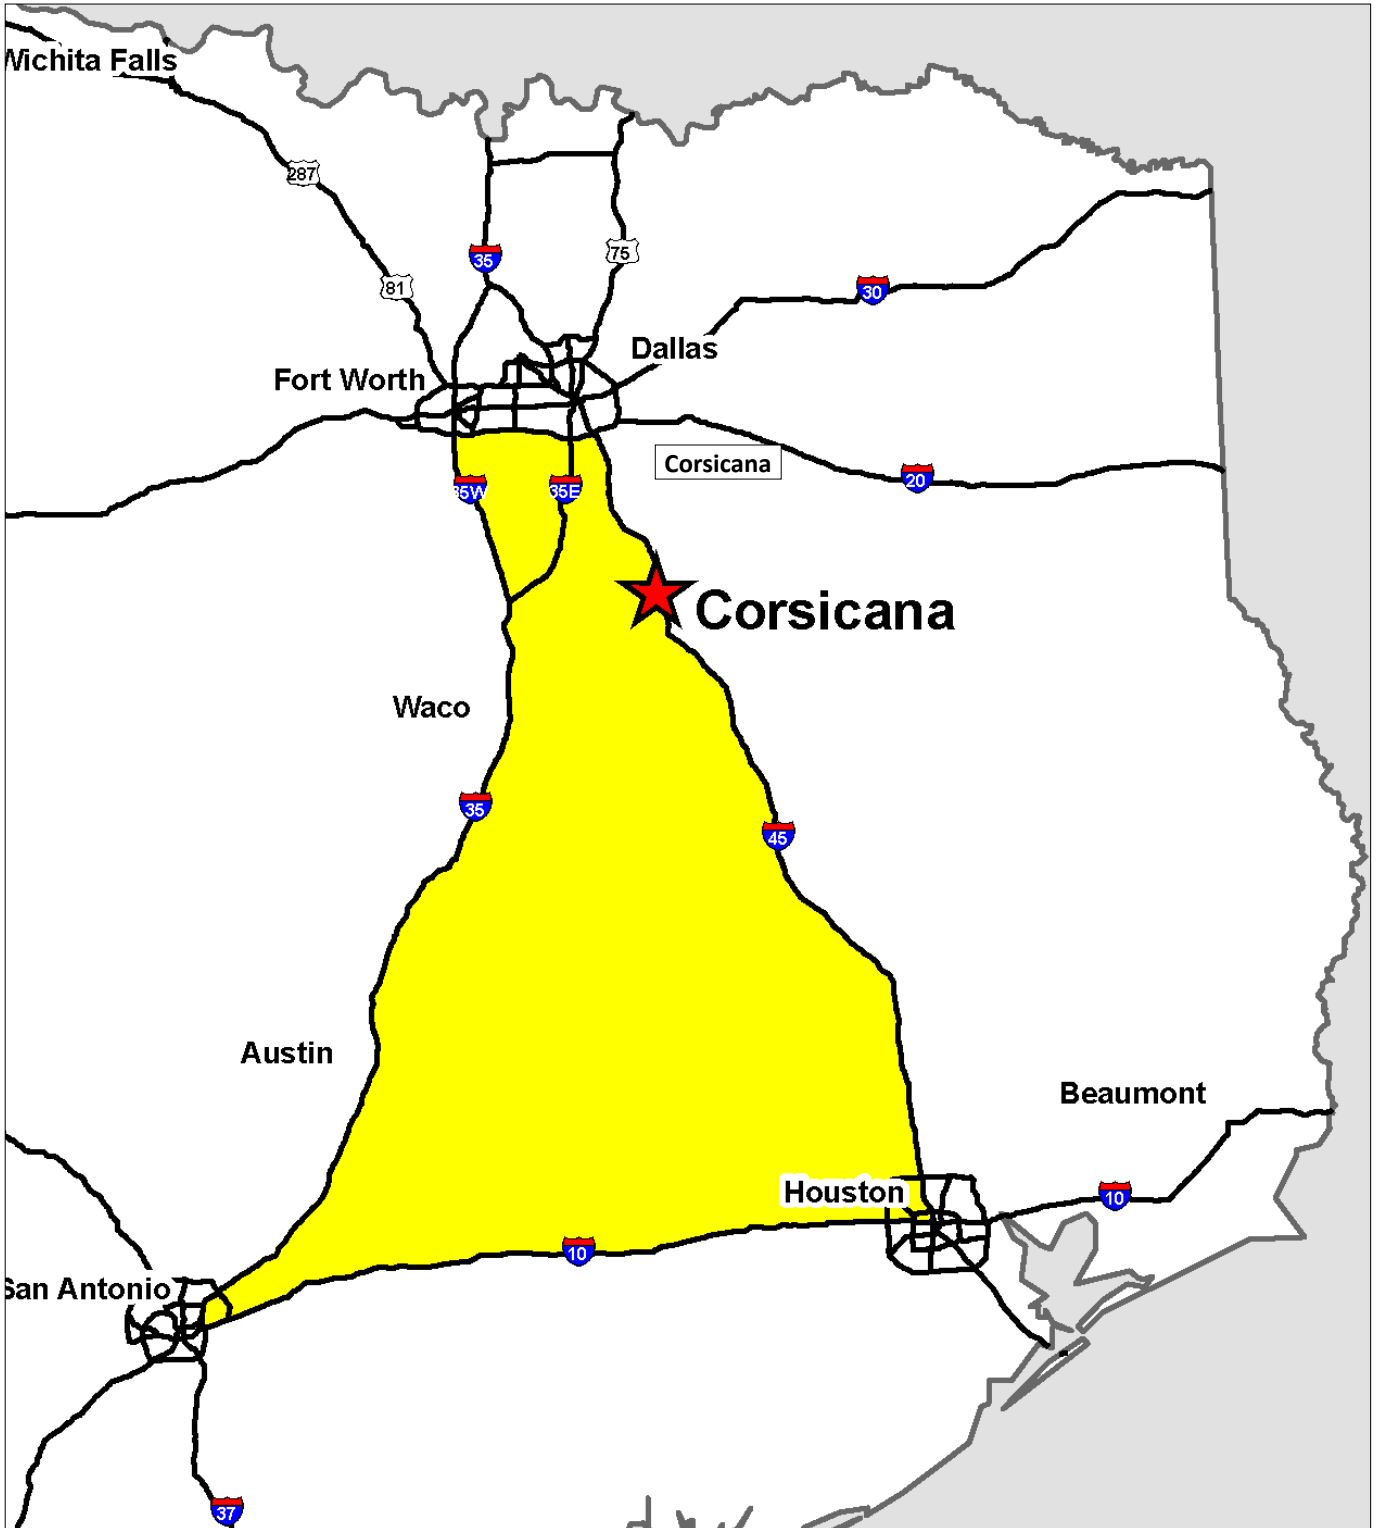 Wichita Falls
287
35
75
81
30
Dallas
Fort Worth
Corsicana
20
35W
35E
Corsicana
Waco
35
45
Austin
Beaumont
Houston
10
10
San Antonio
37